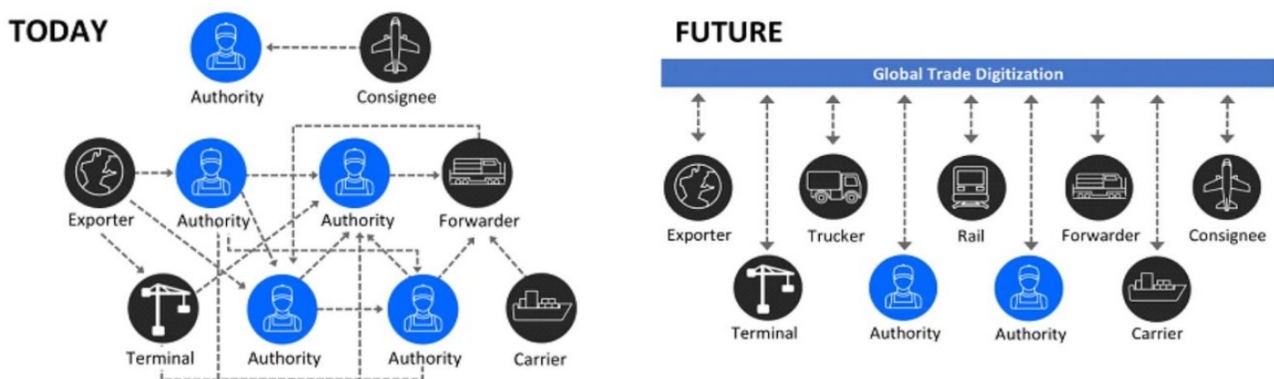 TODAY
Authority
Consignee
Exporter
Authority
Authority
Forwarder
Terminal
Authority
Authority
Carrier
FUTURE
Global Trade Digitization
Exporter
Trucker
Rail
Forwarder
Consignee
Terminal
Authority
Authority
Carrier